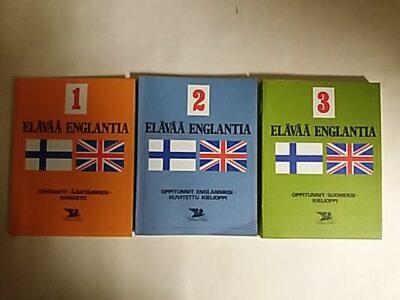 1
ELÄVÄÄ ENGLANTIA
JOHDANTO - ÄÄNTÄMINEN -
SANASTO
2
ELÄVÄÄ ENGLANTIA
OPPITUNNIT ENGLANNIKSI -
KUVITETTU KIELIOPPI
3
ELÄVÄÄ ENGLANTIA
OPPITUNNIT SUOMEKSI -
KIELIOPPI